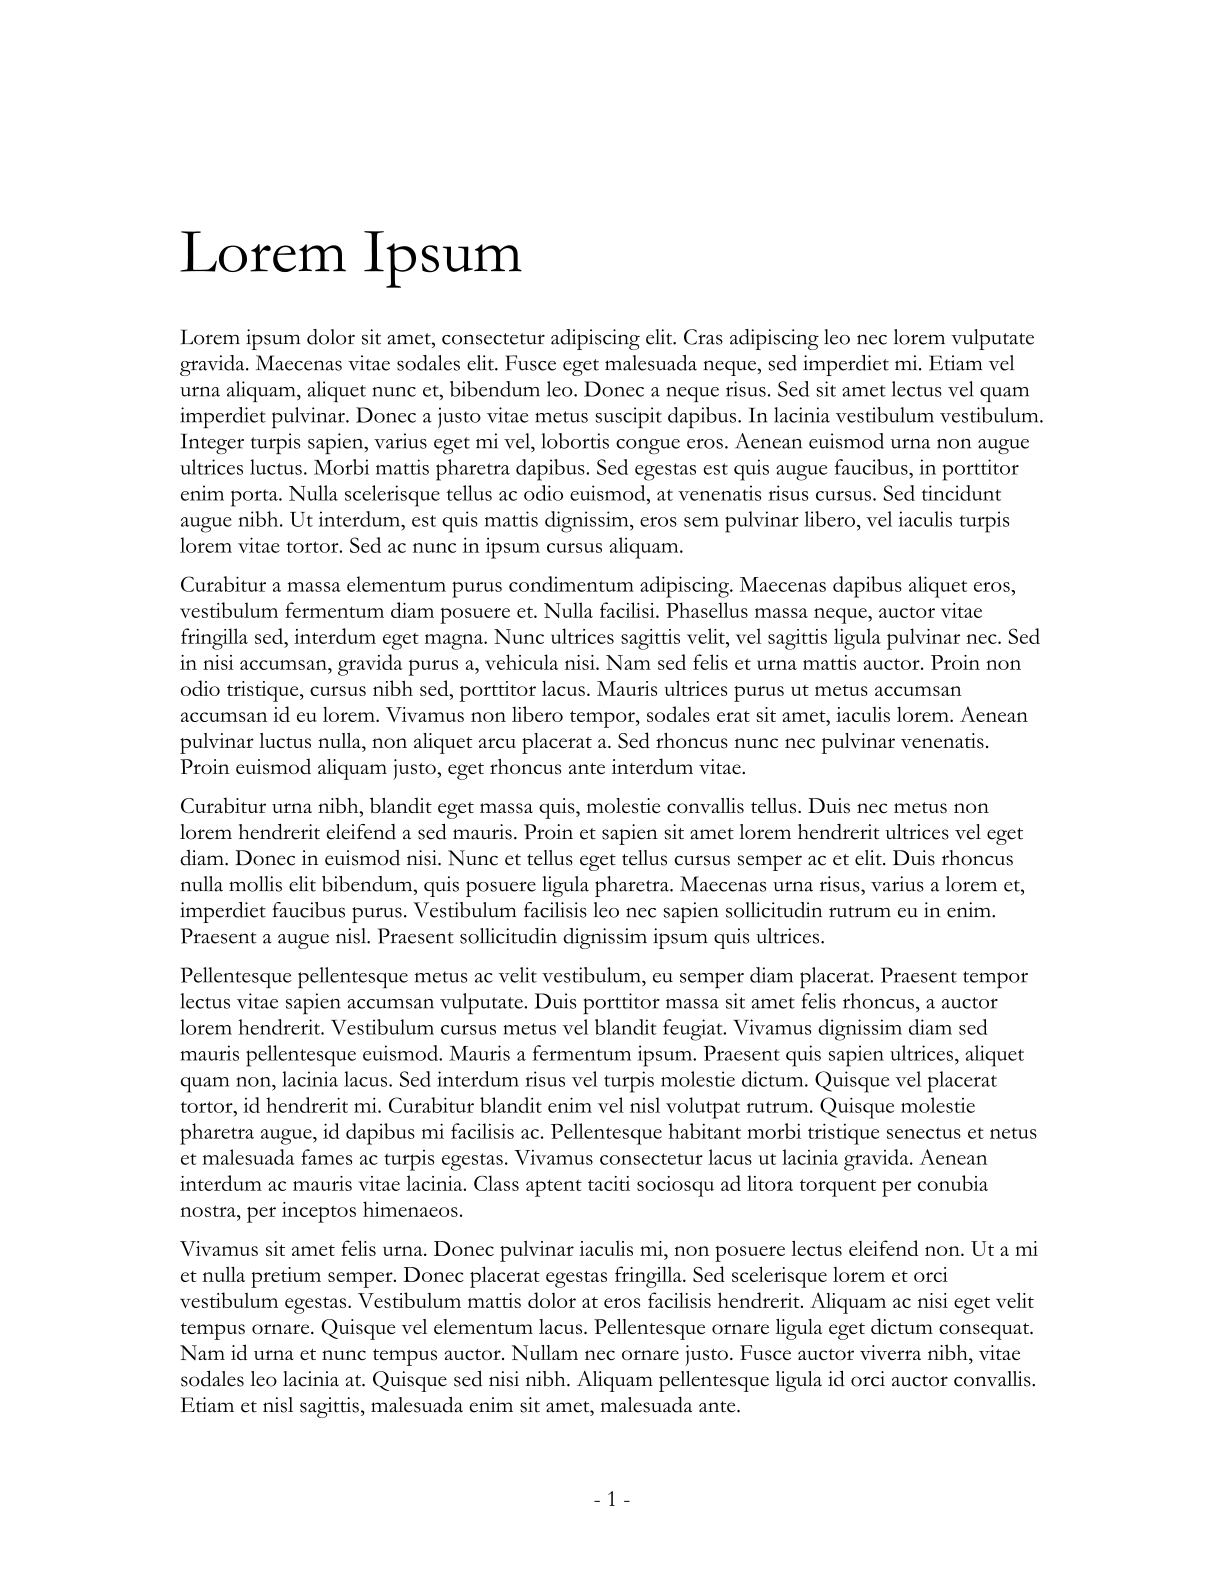 Lorem Ipsum
Lorem ipsum dolor sit amet, consectetur adipiscing elit. Cras adipiscing leo nec lorem vulputate
gravida. Maecenas vitae sodales elit. Fusce eget malesuada neque, sed imperdiet mi. Etiam vel
urna aliquam, aliquet nunc et, bibendum leo. Donec a neque risus. Sed sit amet lectus vel quam
imperdiet pulvinar. Donec a justo vitae metus suscipit dapibus. In lacinia vestibulum vestibulum.
Integer turpis sapien, varius eget mi vel, lobortis congue eros. Aenean euismod urna non augue
ultrices luctus. Morbi mattis pharetra dapibus. Sed egestas est quis augue faucibus, in porttitor
enim porta. Nulla scelerisque tellus ac odio euismod, at venenatis risus cursus. Sed tincidunt
augue nibh. Ut interdum, est quis mattis dignissim, eros sem pulvinar libero, vel iaculis turpis
lorem vitae tortor. Sed ac nunc in ipsum cursus aliquam.
Curabitur a massa elementum purus condimentum adipiscing. Maecenas dapibus aliquet eros,
vestibulum fermentum diam posuere et. Nulla facilisi. Phasellus massa neque, auctor vitae
fringilla sed, interdum eget magna. Nunc ultrices sagittis velit, vel sagittis ligula pulvinar nec. Sed
in nisi accumsan, gravida purus a, vehicula nisi. Nam sed felis et urna mattis auctor. Proin non
odio tristique, cursus nibh sed, porttitor lacus. Mauris ultrices purus ut metus accumsan
accumsan id eu lorem. Vivamus non libero tempor, sodales erat sit amet, iaculis lorem. Aenean
pulvinar luctus nulla, non aliquet arcu placerat a. Sed rhoncus nunc nec pulvinar venenatis.
Proin euismod aliquam justo, eget rhoncus ante interdum vitae.
Curabitur urna nibh, blandit eget massa quis, molestie convallis tellus. Duis nec metus non
lorem hendrerit eleifend a sed mauris. Proin et sapien sit amet lorem hendrerit ultrices vel eget
diam. Donec in euismod nisi. Nunc et tellus eget tellus cursus semper ac et elit. Duis rhoncus
nulla mollis elit bibendum, quis posuere ligula pharetra. Maecenas urna risus, varius a lorem et,
imperdiet faucibus purus. Vestibulum facilisis leo nec sapien sollicitudin rutrum eu in enim.
Praesent a augue nisl. Praesent sollicitudin dignissim ipsum quis ultrices.
Pellentesque pellentesque metus ac velit vestibulum, eu semper diam placerat. Praesent tempor
lectus vitae sapien accumsan vulputate. Duis porttitor massa sit amet felis rhoncus, a auctor
lorem hendrerit. Vestibulum cursus metus vel blandit feugiat. Vivamus dignissim diam sed
mauris pellentesque euismod. Mauris a fermentum ipsum. Praesent quis sapien ultrices, aliquet
quam non, lacinia lacus. Sed interdum risus vel turpis molestie dictum. Quisque vel placerat
tortor, id hendrerit mi. Curabitur blandit enim vel nisl volutpat rutrum. Quisque molestie
pharetra augue, id dapibus mi facilisis ac. Pellentesque habitant morbi tristique senectus et netus
et malesuada fames ac turpis egestas. Vivamus consectetur lacus ut lacinia gravida. Aenean
interdum ac mauris vitae lacinia. Class aptent taciti sociosqu ad litora torquent per conubia
nostra, per inceptos himenaeos.
Vivamus sit amet felis urna. Donec pulvinar iaculis mi, non posuere lectus eleifend non. Ut a mi
et nulla pretium semper. Donec placerat egestas fringilla. Sed scelerisque lorem et orci
vestibulum egestas. Vestibulum mattis dolor at eros facilisis hendrerit. Aliquam ac nisi eget velit
tempus ornare. Quisque vel elementum lacus. Pellentesque ornare ligula eget dictum consequat.
Nam id urna et nunc tempus auctor. Nullam nec ornare justo. Fusce auctor viverra nibh, vitae
sodales leo lacinia at. Quisque sed nisi nibh. Aliquam pellentesque ligula id orci auctor convallis.
Etiam et nisl sagittis, malesuada enim sit amet, malesuada ante.
- 1 -